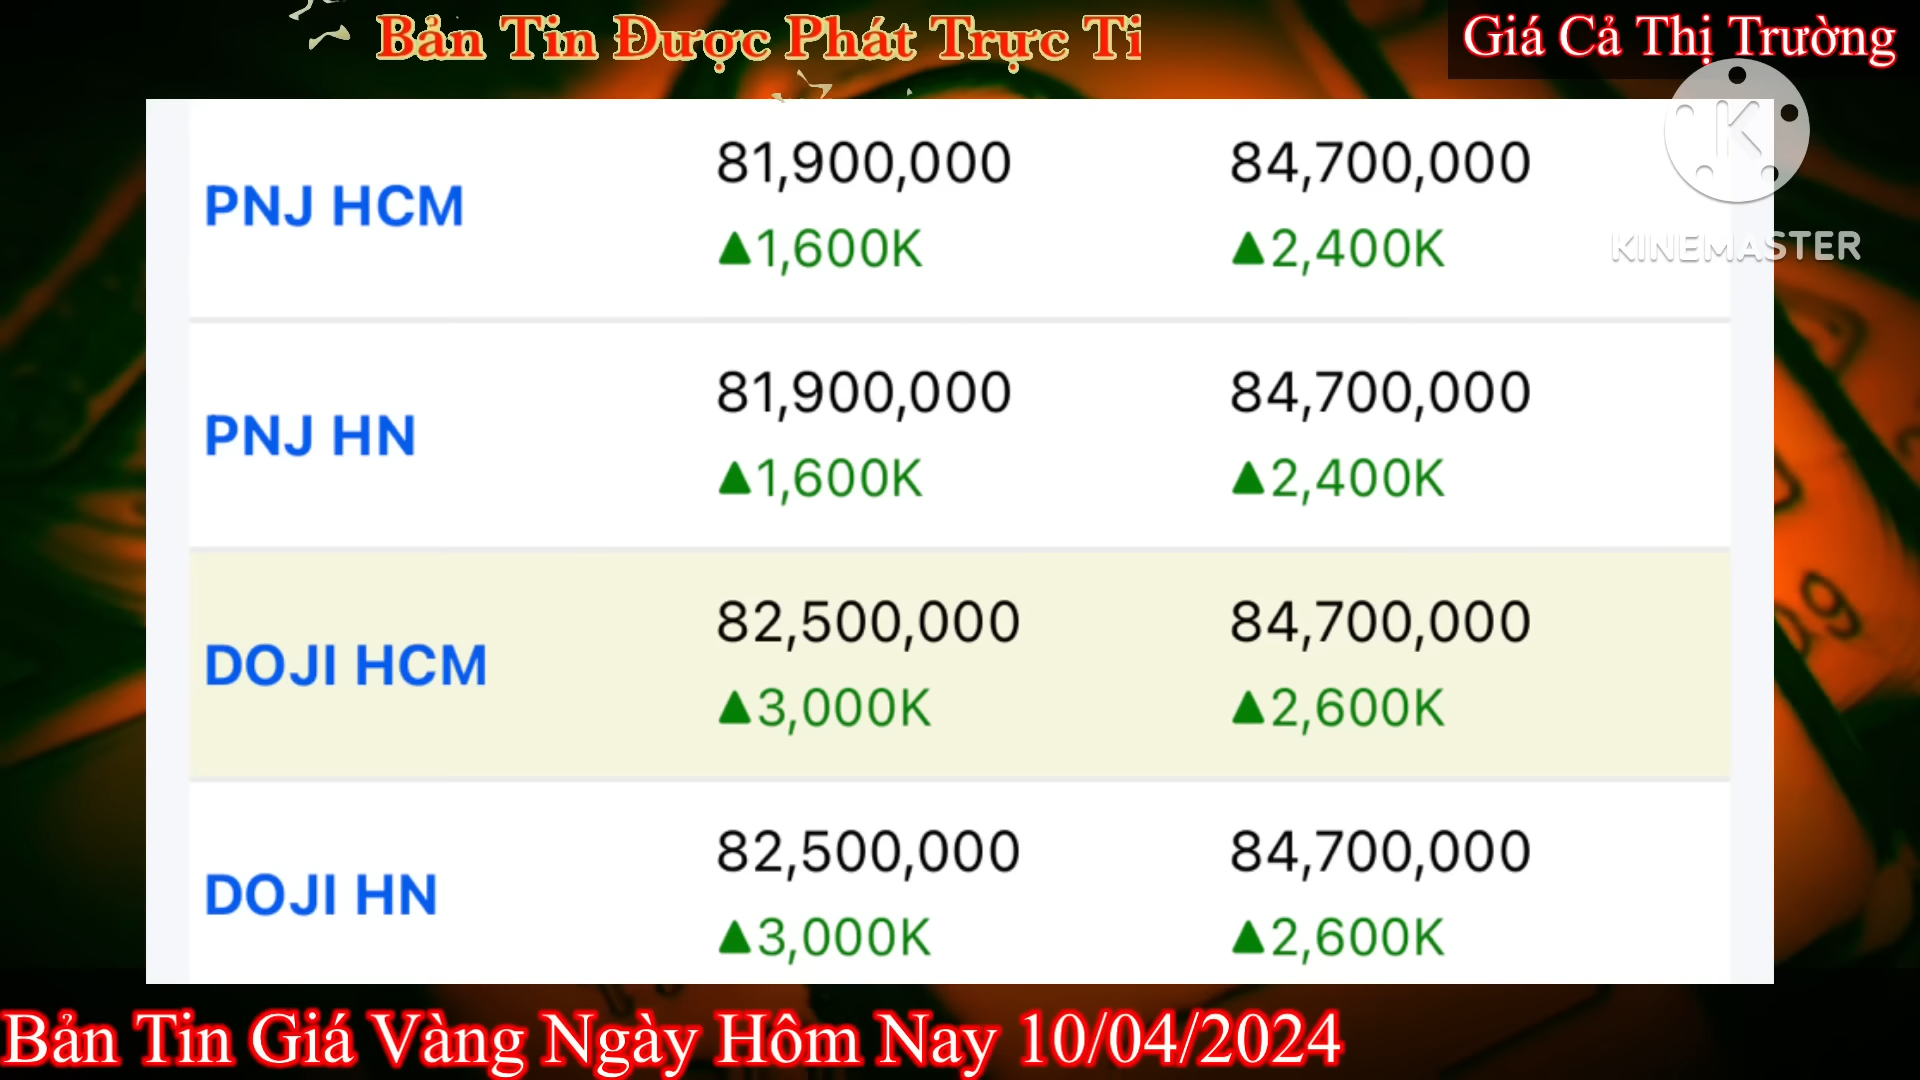 Bản Tin Được Phát Trực Ti
Giá Cả Thị Trường
KINEMASTER
PNJ HCM 81,900,000 84,700,000
▲1,600K ▲2,400K
PNJ HN 81,900,000 84,700,000
▲1,600K ▲2,400K
DOJI HCM 82,500,000 84,700,000
▲3,000K ▲2,600K
DOJI HN 82,500,000 84,700,000
▲3,000K ▲2,600K
Bản Tin Giá Vàng Ngày Hôm Nay 10/04/2024